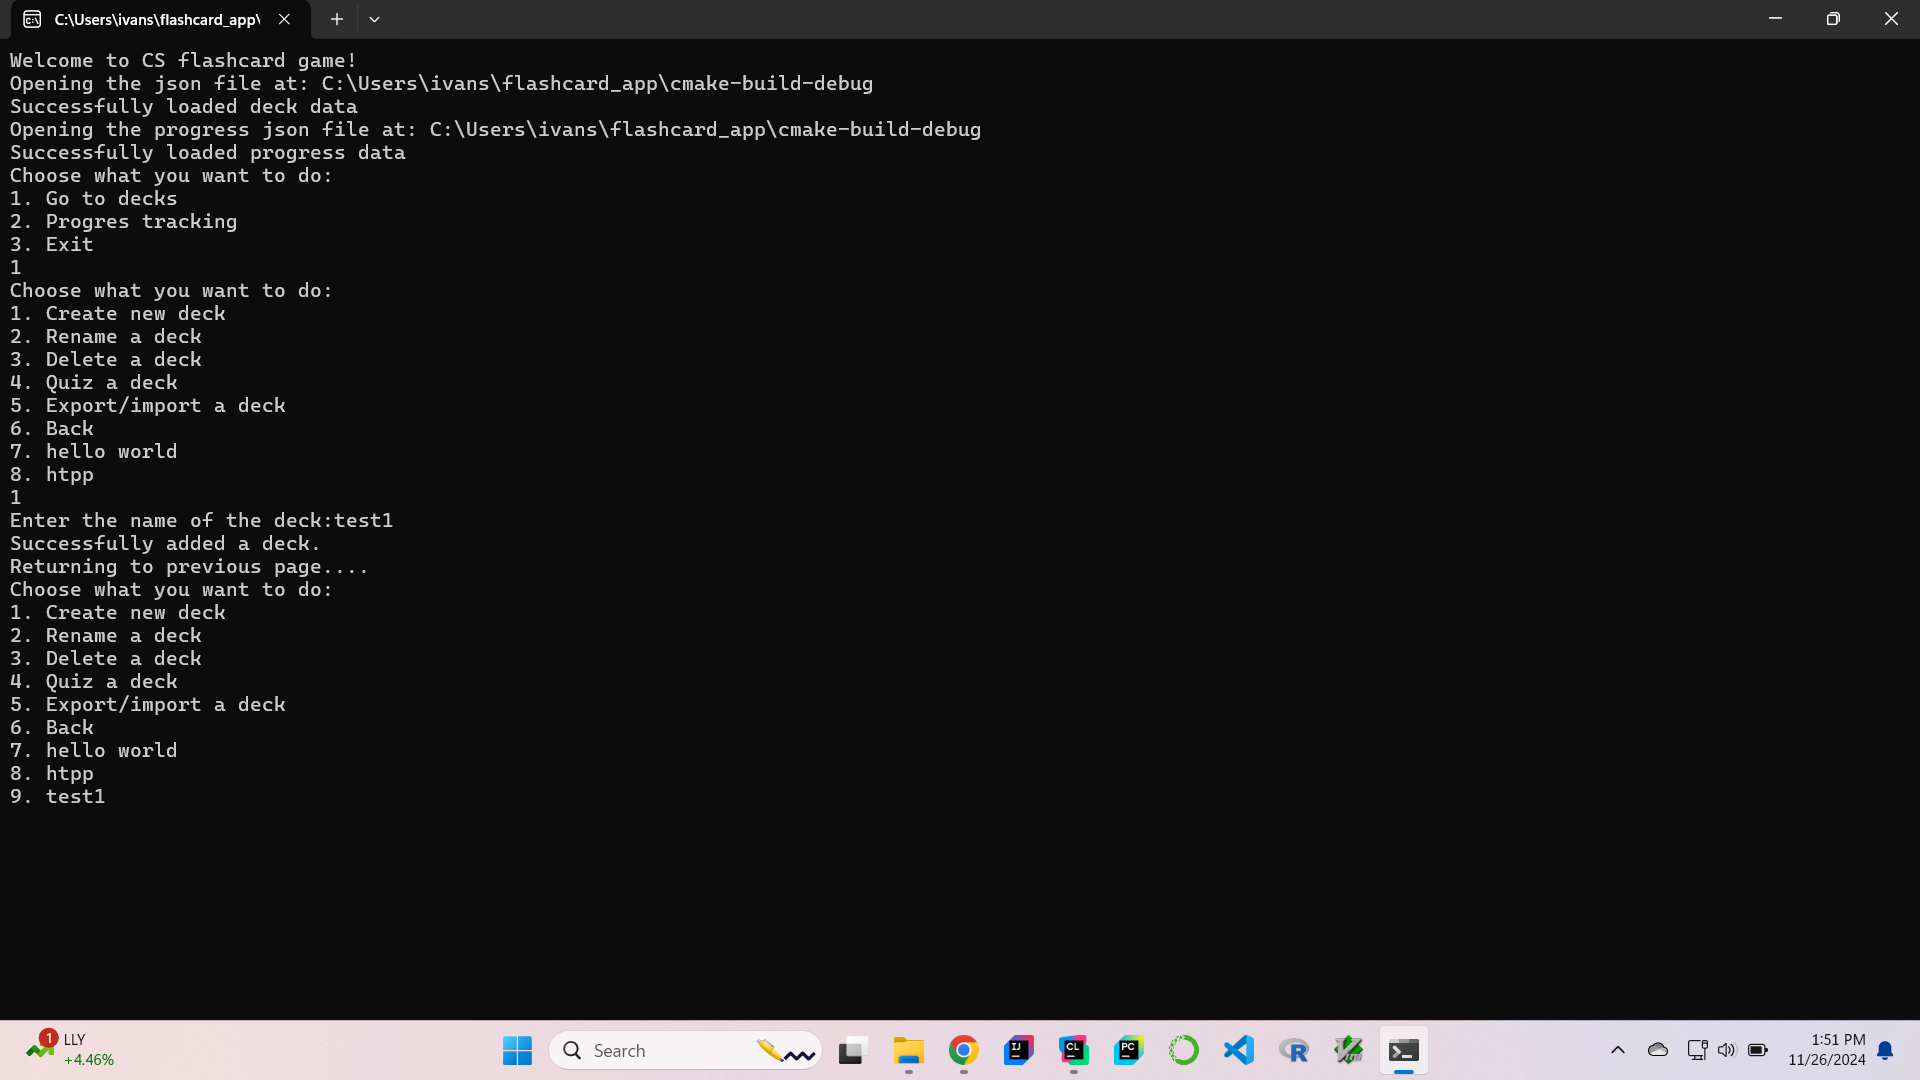 C:\Users\ivans\flashcard_app\
Welcome to CS flashcard game!
Opening the json file at: C:\Users\ivans\flashcard_app\cmake-build-debug
Successfully loaded deck data
Opening the progress json file at: C:\Users\ivans\flashcard_app\cmake-build-debug
Successfully loaded progress data
Choose what you want to do:
1. Go to decks
2. Progres tracking
3. Exit
1
Choose what you want to do:
1. Create new deck
2. Rename a deck
3. Delete a deck
4. Quiz a deck
5. Export/import a deck
6. Back
7. hello world
8. htpp
1
Enter the name of the deck:test1
Successfully added a deck.
Returning to previous page....
Choose what you want to do:
1. Create new deck
2. Rename a deck
3. Delete a deck
4. Quiz a deck
5. Export/import a deck
6. Back
7. hello world
8. htpp
9. test1
1
LLY
+4.46%
Search
IJ
CL
PC
R
Vim
1:51 PM
11/26/2024